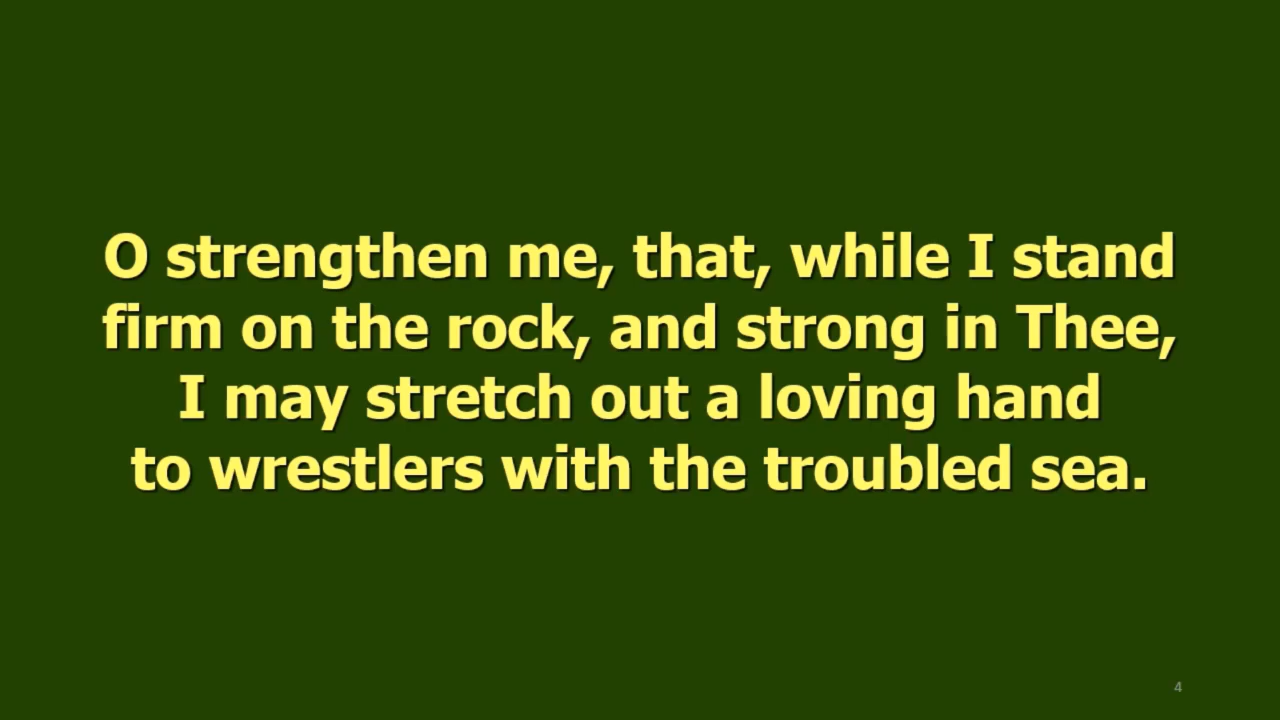 O strengthen me, that, while I stand
firm on the rock, and strong in Thee,
I may stretch out a loving hand
to wrestlers with the troubled sea.
4